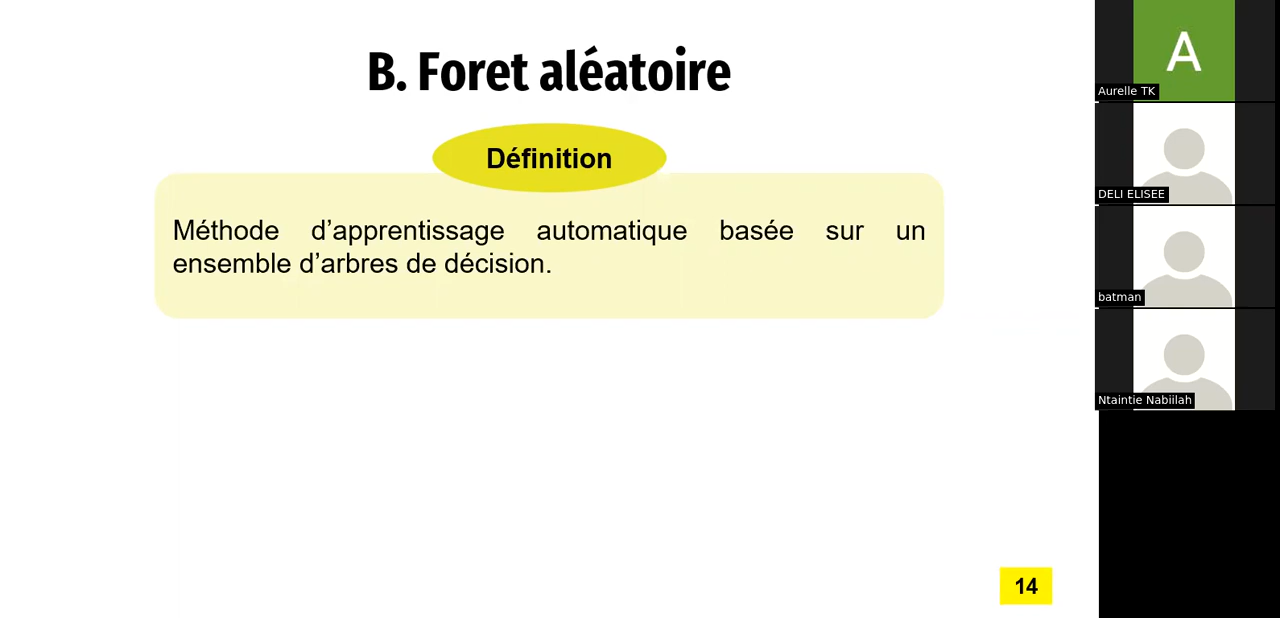 B. Foret aléatoire
Définition
Méthode d’apprentissage automatique basée sur un
ensemble d’arbres de décision.
14
A
Aurelle TK
DELI ELISEE
batman
Ntaintie Nabiilah